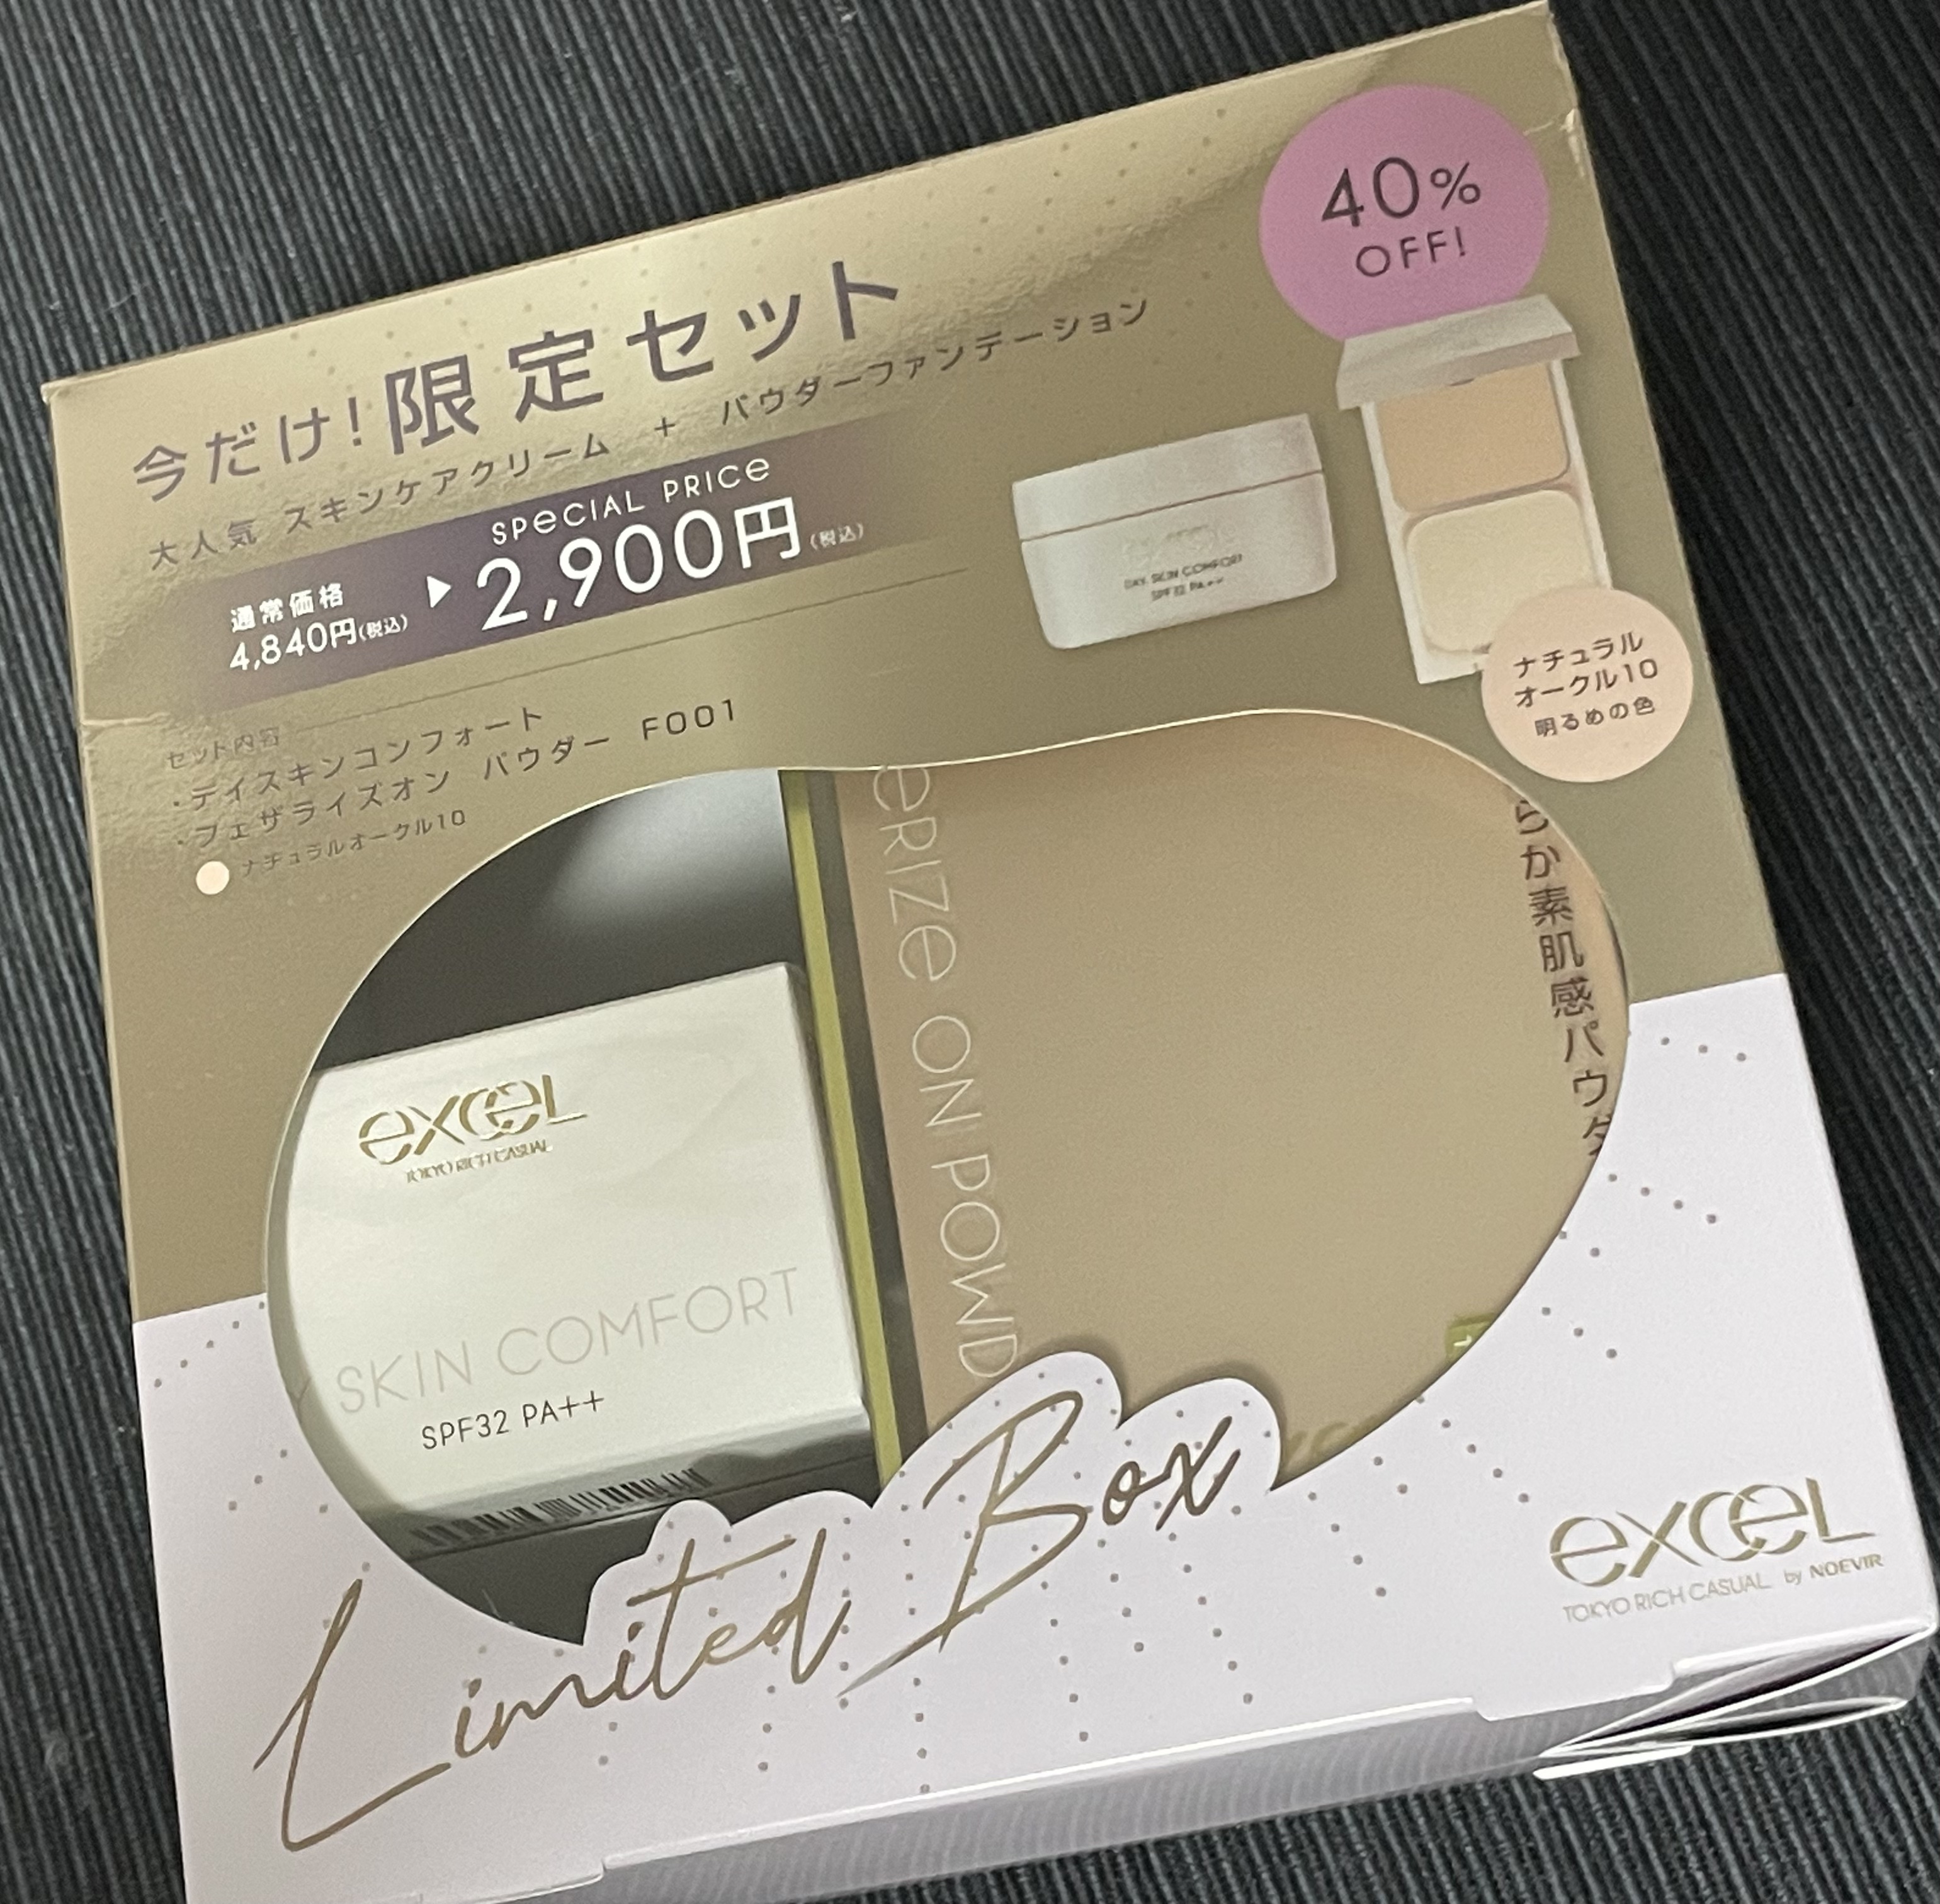 40%
OFF!
今だけ!限定セット
大人気 スキンケアクリーム + パウダーファンデーション
SPECIAL PRICE
通常価格
4,840円(税込)
▶
2,900円(税込)
DAY SKIN COMFORT
SPF32 PA++
ナチュラル
オークル10
明るめの色
セット内容
・デイスキンコンフォート
・フェザライズオン パウダー F001
ナチュラルオークル10
excel
TOKYO RICH CASUAL
Y SKIN COMFORT
SPF32 PA++
ERIZE ON POWD
らか素肌感パウダ
Limited Box
excel
TOKYO RICH CASUAL by NOEVIR